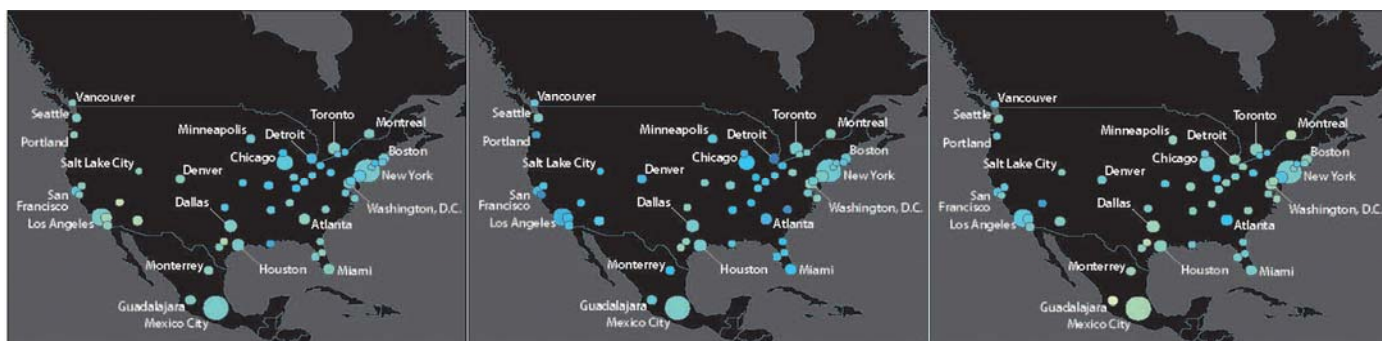 Vancouver
Seattle
Portland
Minneapolis
Toronto
Montreal
Detroit
Chicago
Boston
Salt Lake City
Denver
New York
San
Francisco
Dallas
Washington, D.C.
Los Angeles
Atlanta
Monterrey
Houston
Miami
Guadalajara
Mexico City
Vancouver
Seattle
Portland
Minneapolis
Toronto
Montreal
Detroit
Chicago
Boston
Salt Lake City
Denver
New York
San
Francisco
Dallas
Washington, D.C.
Los Angeles
Atlanta
Monterrey
Houston
Miami
Guadalajara
Mexico City
Vancouver
Seattle
Portland
Minneapolis
Toronto
Montreal
Detroit
Chicago
Boston
Salt Lake City
Denver
New York
San
Francisco
Dallas
Washington, D.C.
Los Angeles
Atlanta
Monterrey
Houston
Miami
Guadalajara
Mexico City